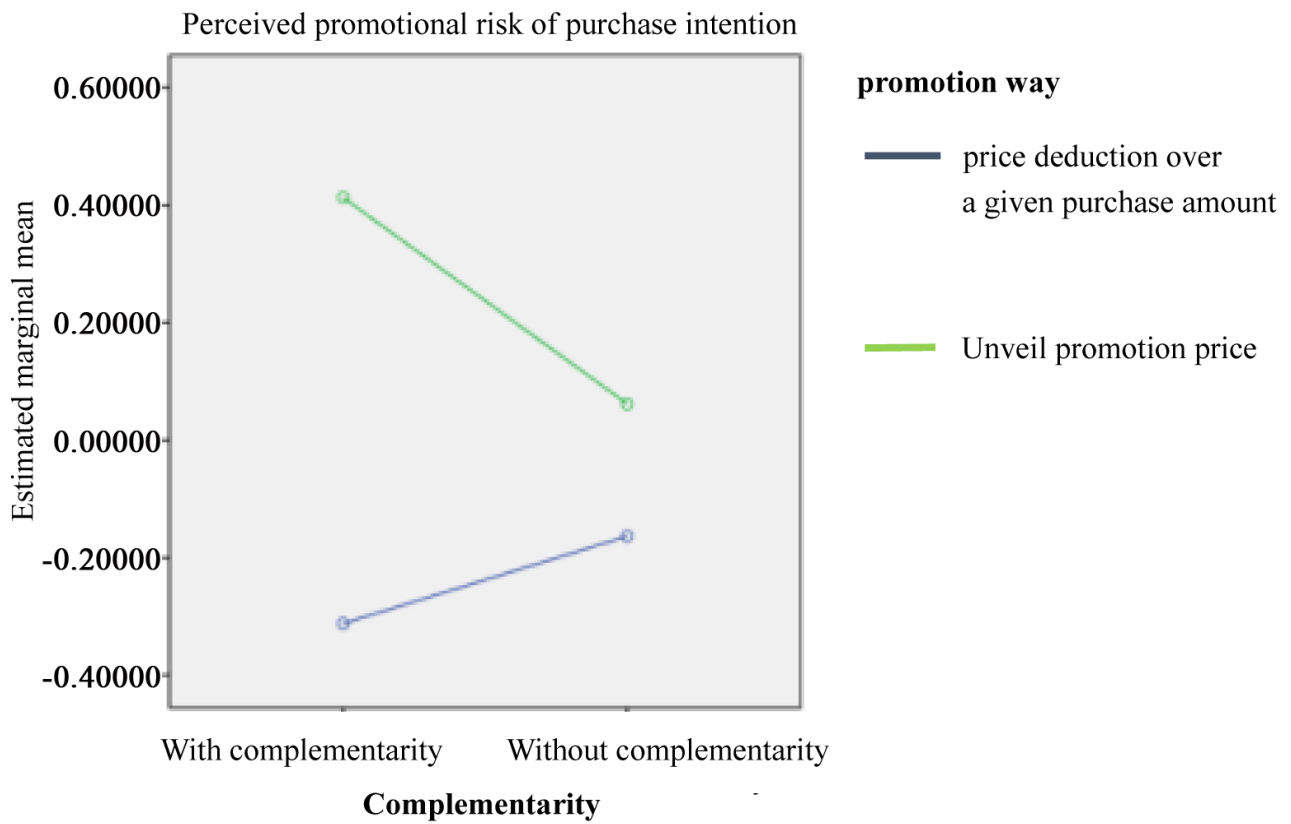 Perceived promotional risk of purchase intention
0.60000
0.40000
0.20000
0.00000
-0.20000
-0.40000
Estimated marginal mean
With complementarity
Without complementarity
Complementarity
promotion way
price deduction over
a given purchase amount
Unveil promotion price